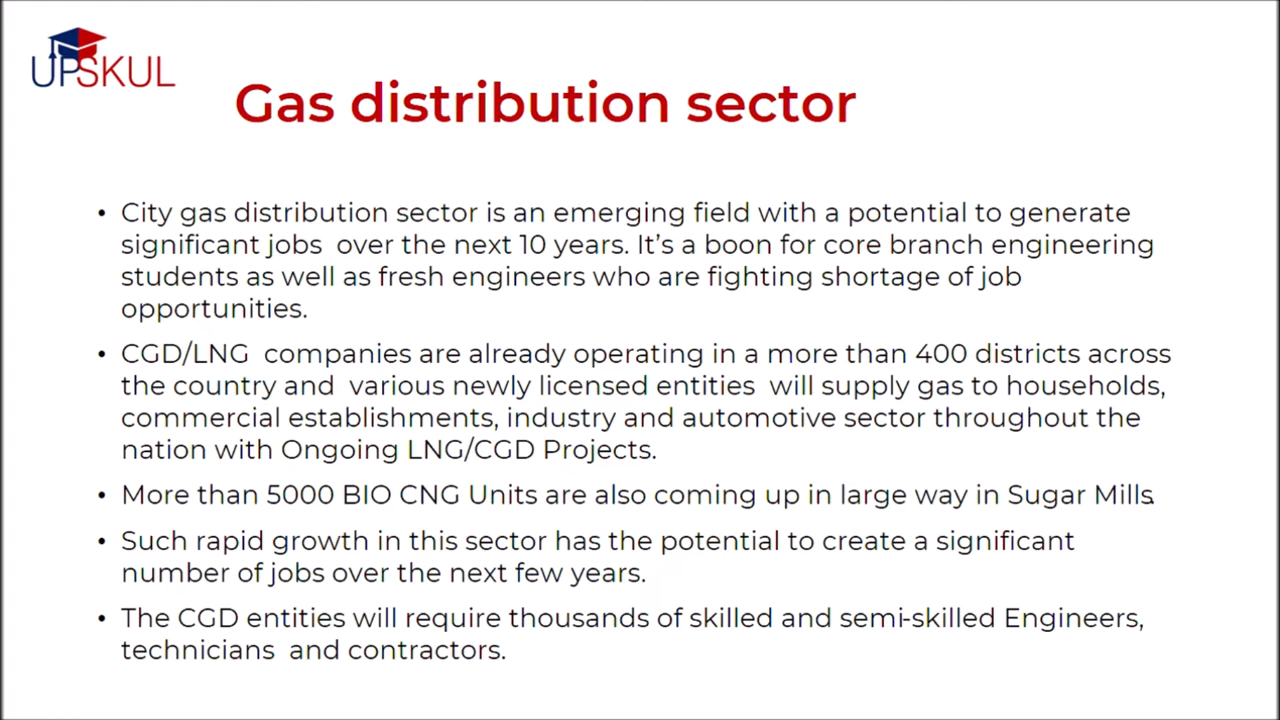 UPSKUL
Gas distribution sector
• City gas distribution sector is an emerging field with a potential to generate
significant jobs over the next 10 years. It's a boon for core branch engineering
students as well as fresh engineers who are fighting shortage of job
opportunities.
• CGD/LNG companies are already operating in a more than 400 districts across
the country and various newly licensed entities will supply gas to households,
commercial establishments, industry and automotive sector throughout the
nation with Ongoing LNG/CGD Projects.
• More than 5000 BIO CNG Units are also coming up in large way in Sugar Mills.
• Such rapid growth in this sector has the potential to create a significant
number of jobs over the next few years.
• The CGD entities will require thousands of skilled and semi-skilled Engineers,
technicians and contractors.